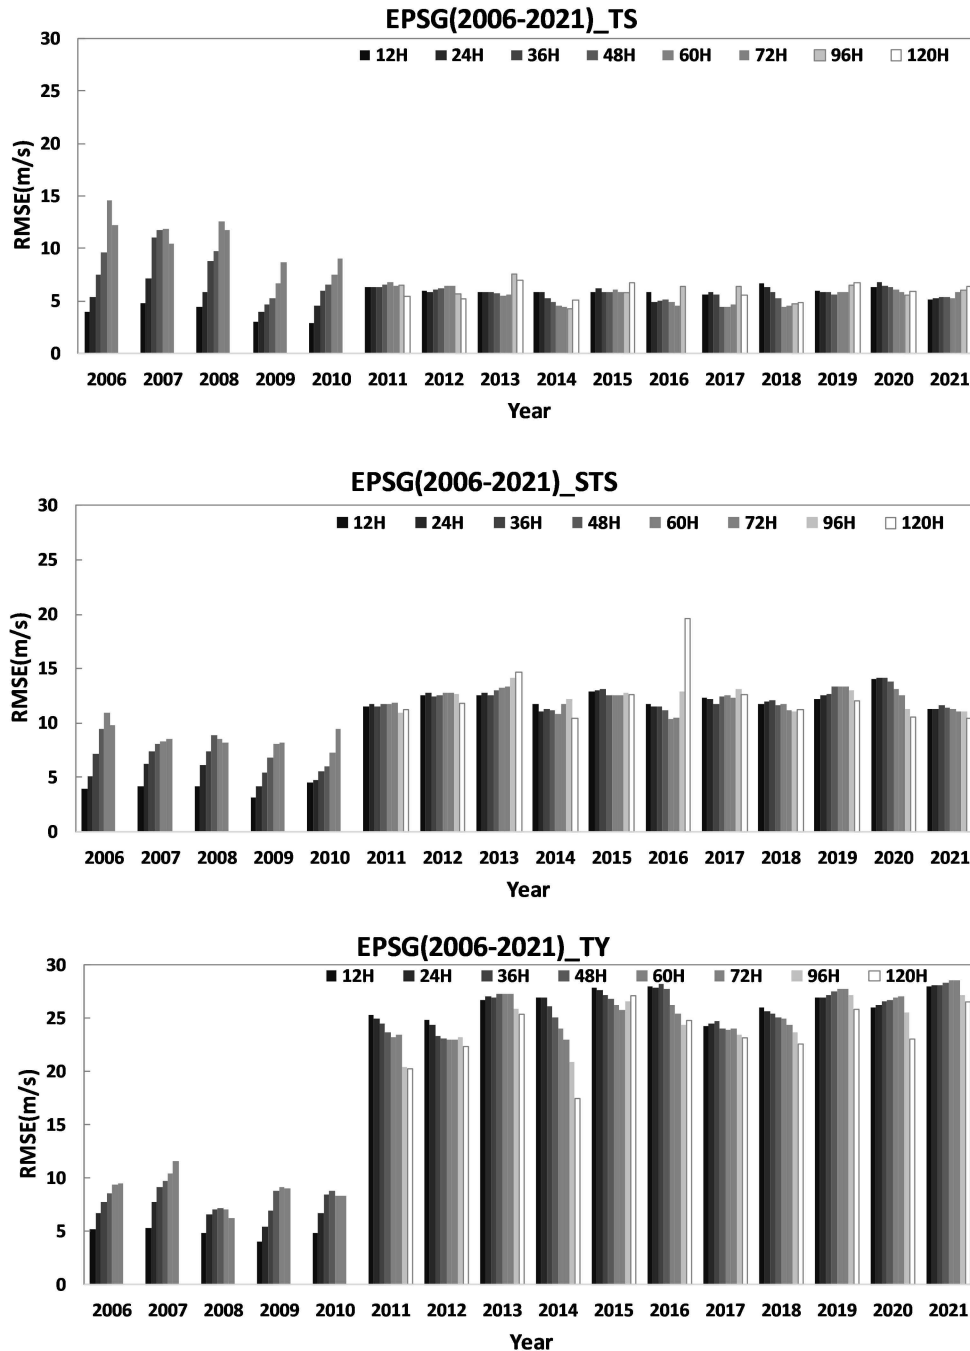 EPSG(2006-2021)_TS
30
12H 24H 36H 48H 60H 72H 96H 120H
25
20
15
10
5
0
RMSE(m/s)
2006 2007 2008 2009 2010 2011 2012 2013 2014 2015 2016 2017 2018 2019 2020 2021
Year
EPSG(2006-2021)_STS
30
12H 24H 36H 48H 60H 72H 96H 120H
25
20
15
10
5
0
RMSE(m/s)
2006 2007 2008 2009 2010 2011 2012 2013 2014 2015 2016 2017 2018 2019 2020 2021
Year
EPSG(2006-2021)_TY
30
12H 24H 36H 48H 60H 72H 96H 120H
25
20
15
10
5
0
RMSE(m/s)
2006 2007 2008 2009 2010 2011 2012 2013 2014 2015 2016 2017 2018 2019 2020 2021
Year